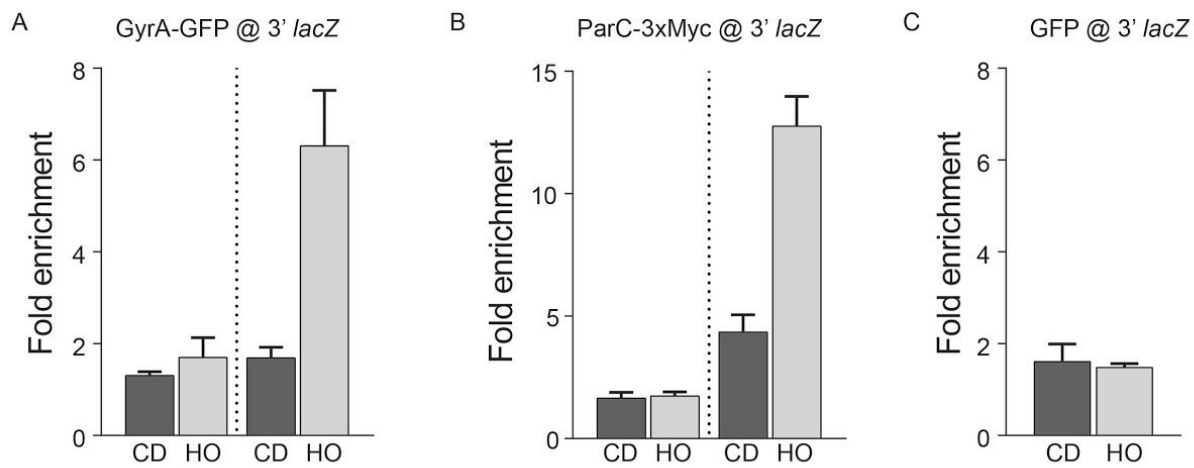 A
GyrA-GFP @ 3' lacZ
Fold enrichment
8
6
4
2
0
CD HO CD HO
B
ParC-3xMyc @ 3' lacZ
Fold enrichment
15
10
5
0
CD HO CD HO
C
GFP @ 3' lacZ
Fold enrichment
8
6
4
2
0
CD HO